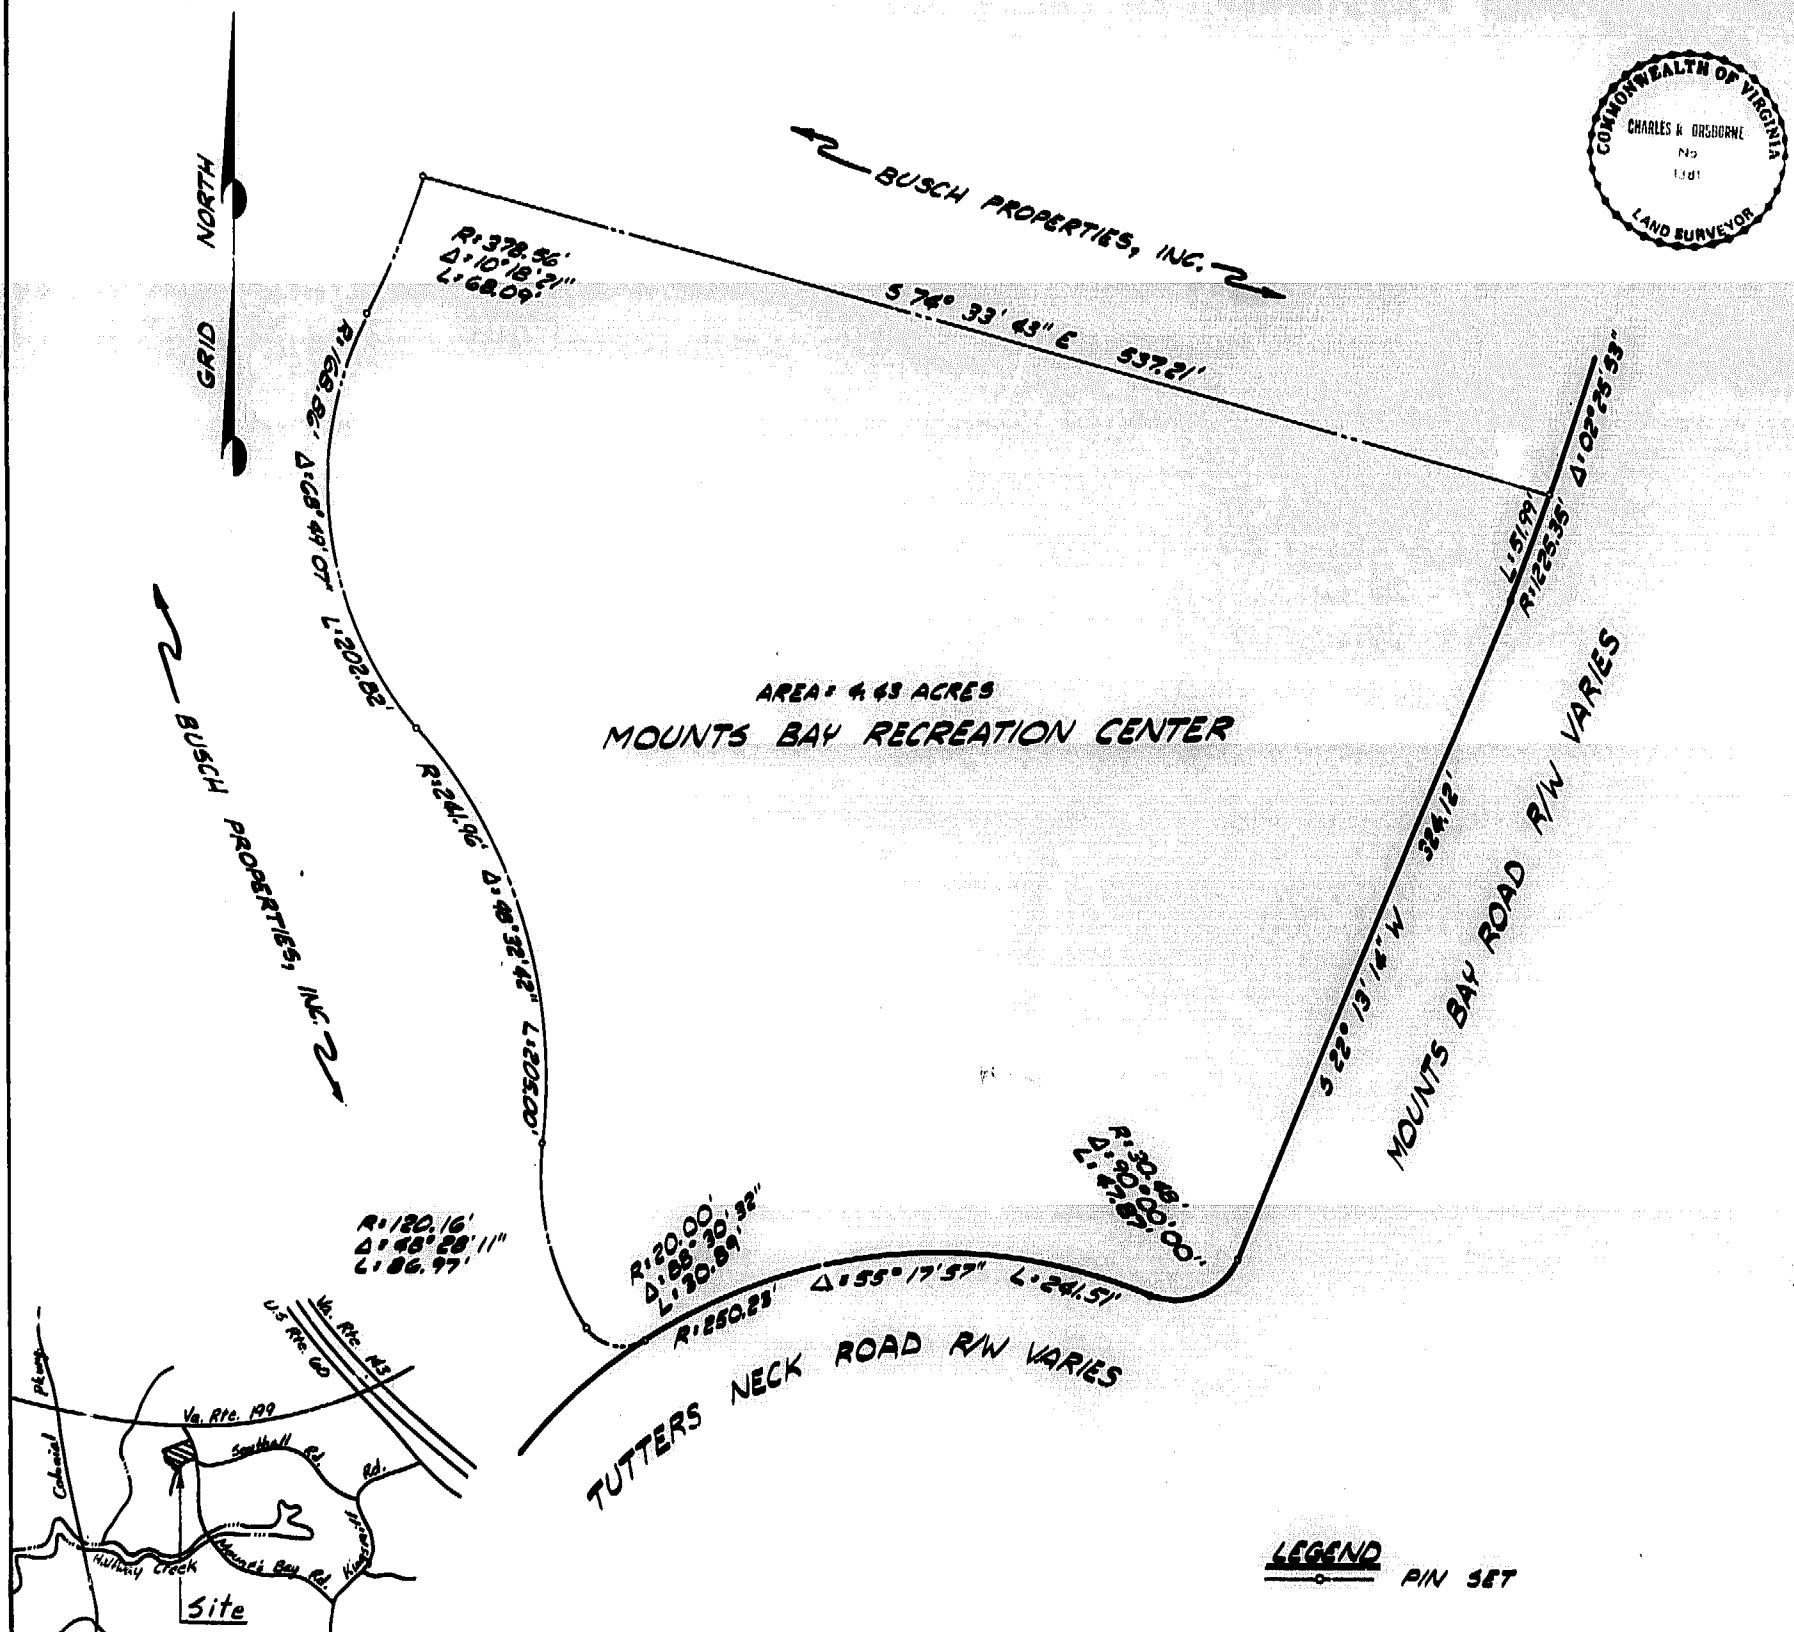 GRID NORTH
COMMONWEALTH OF VIRGINIA
CHARLES
No
LAND SURVEYOR
BUSCH PROPERTIES, INC.
R=378.56'
Δ=10°18'21"
L=68.09'
S 74° 33' 43" E 537.21'
R=168.86' Δ=68°49'07" L=202.82'
Δ=02°25'53"
L=51.99'
R=1225.35'
AREA= 4.43 ACRES
MOUNTS BAY RECREATION CENTER
BUSCH PROPERTIES, INC.
R=241.96' Δ=48°32'42" L=205.00'
S 22° 13' 14" W 324.12'
MOUNTS BAY ROAD R/W VARIES
R=120.16'
Δ=48°28'11"
L=86.97'
R=20.00'
Δ=88°30'32"
L=30.89'
R=250.23' Δ=55°17'57" L=241.51'
R=30.48'
Δ=90°00'00"
L=47.87'
TUTTERS NECK ROAD R/W VARIES
U.S Rte. 60
Va. Rte. 143
Colonial Pkwy.
Va. Rte. 199
Southall Rd.
Rd.
Mount's Bay Rd.
Creek
Site
LEGEND
PIN SET